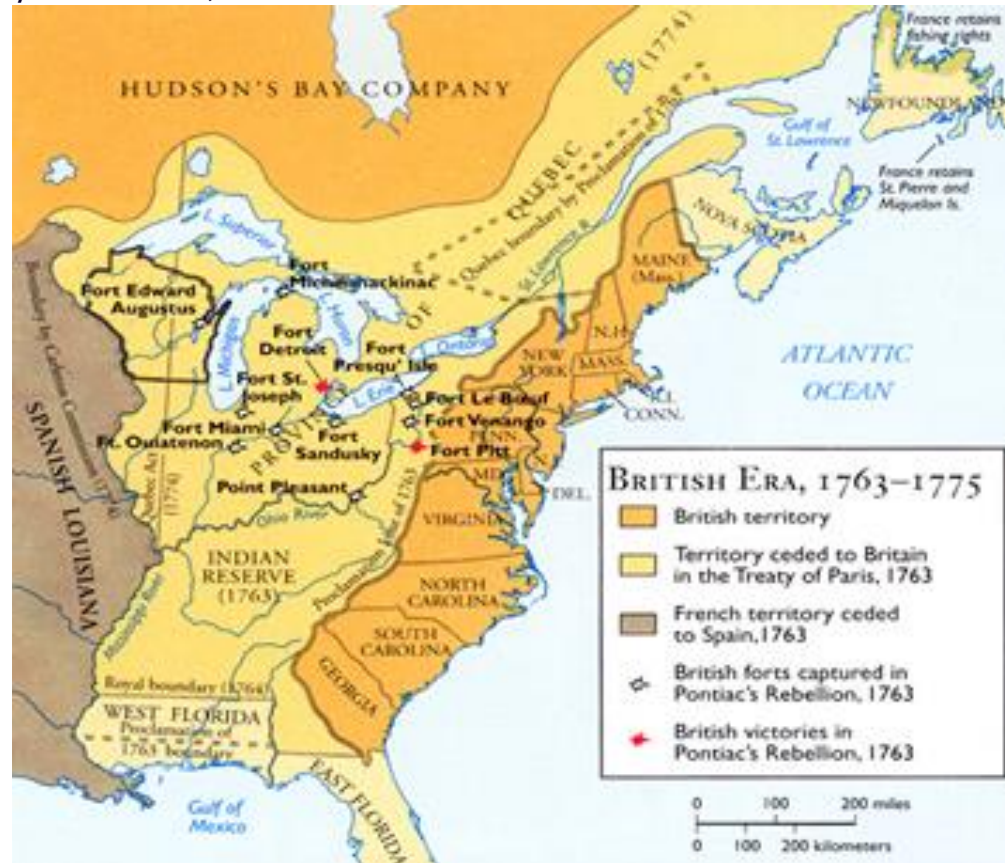 HUDSON'S BAY COMPANY
France retains
fishing rights
NEWFOUNDLAND
Gulf of
St. Lawrence
France retains
St. Pierre and
Miquelon Is.
NOVA SCOTIA
(1774)
QUEBEC
Quebec boundary by Proclamation of
St. Lawrence R.
MAINE
(Mass.)
L. Superior
Fort
Fort Edward
Augustus
L. Michigan
L. Huron
Fort
Detroit
Fort
Presqu' Isle
L. Ontario
OF
N.H.
NEW
YORK
MASS.
R.I.
CONN.
ATLANTIC
OCEAN
Fort St.
Joseph
L. Erie
Fort Le Bœuf
Fort Venango
PENN.
Fort Miami
Ft. Ouiatenon
Fort
Sandusky
Fort Pitt
PROVINCE
MD.
DEL.
Point Pleasant
Ohio River
VIRGINIA
Quebec Act
(1774)
Boundary by
SPANISH LOUISIANA
INDIAN
RESERVE
(1763)
Proclamation Line of 1763
NORTH
CAROLINA
SOUTH
CAROLINA
GEORGIA
Mississippi River
Royal boundary (1764)
WEST FLORIDA
Proclamation of
1763 boundary
EAST FLORIDA
Gulf of
Mexico
BRITISH ERA, 1763–1775
British territory
Territory ceded to Britain
in the Treaty of Paris, 1763
French territory ceded
to Spain, 1763
British forts captured in
Pontiac's Rebellion, 1763
British victories in
Pontiac's Rebellion, 1763
0 100 200 miles
0 100 200 kilometers